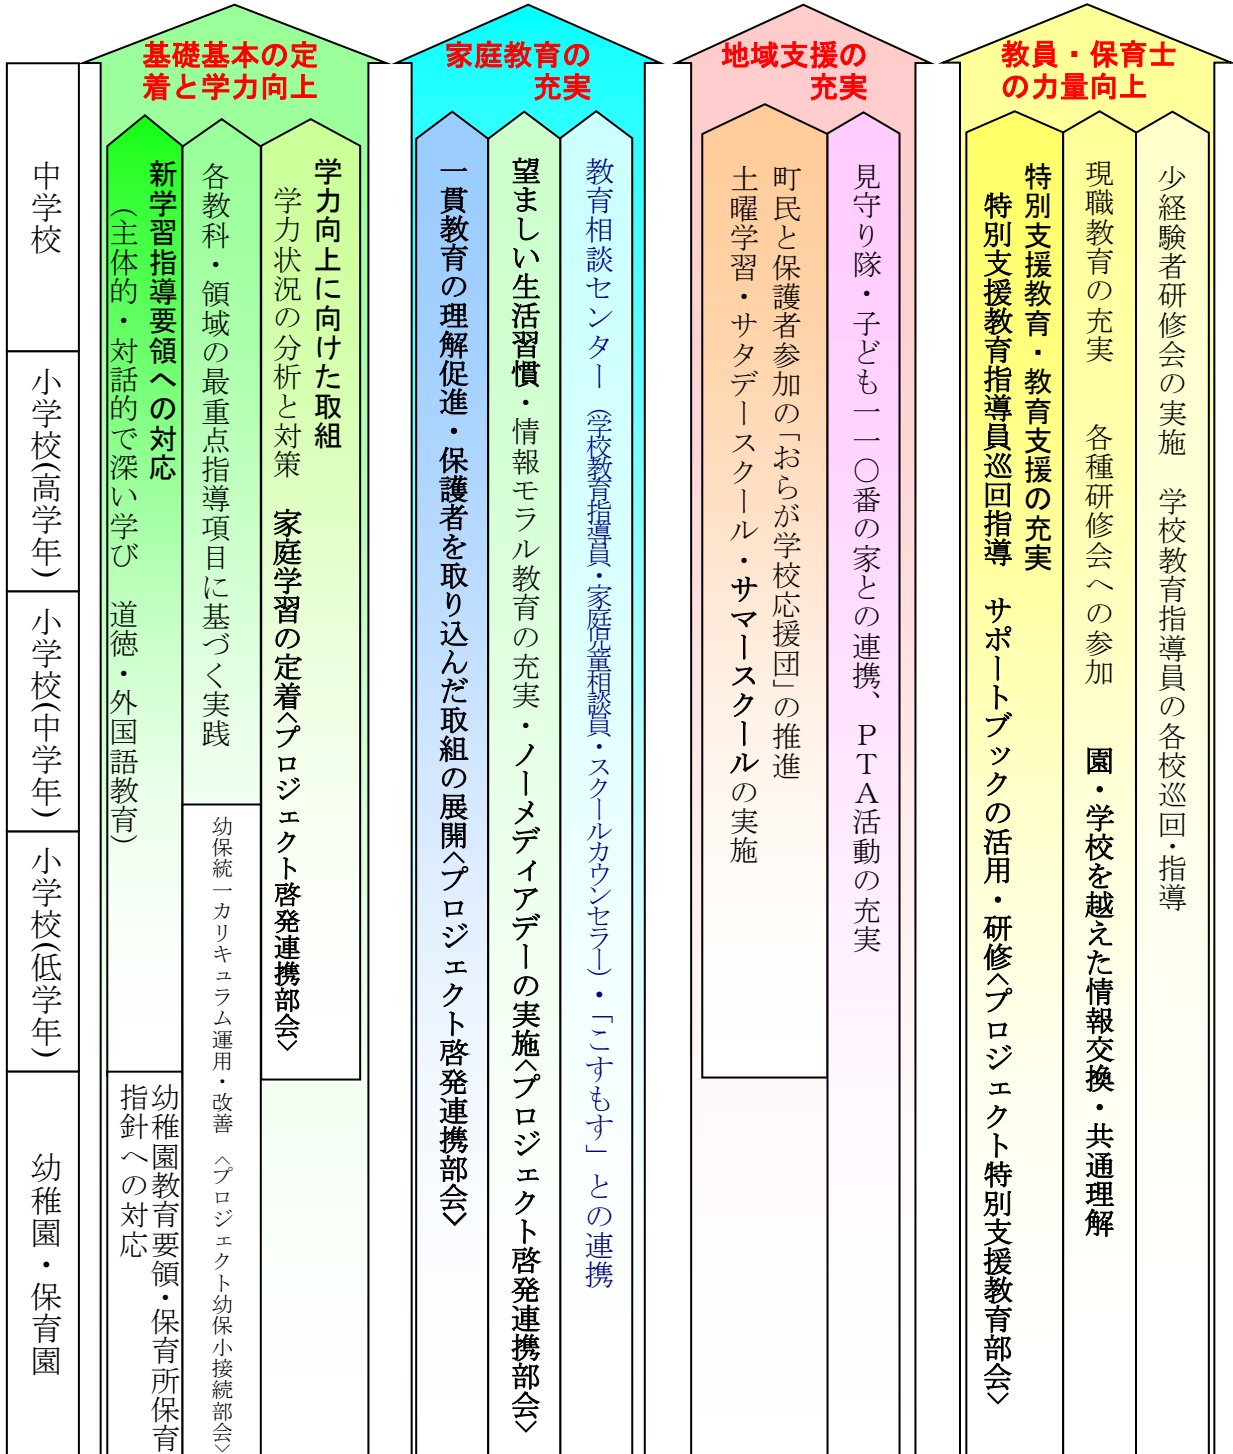 中学校
小学校(高学年)
小学校(中学年)
小学校(低学年)
幼稚園・保育園
基礎基本の定
着と学力向上
新学習指導要領への対応
(主体的・対話的で深い学び　道徳・外国語教育)
幼稚園教育要領・保育所保育
指針への対応
各教科・領域の最重点指導項目に基づく実践
幼保統一カリキュラム運用・改善　〈プロジェクト幼保小接続部会〉
学力向上に向けた取組
学力状況の分析と対策　家庭学習の定着〈プロジェクト啓発連携部会〉
家庭教育の
充実
一貫教育の理解促進・保護者を取り込んだ取組の展開〈プロジェクト啓発連携部会〉
望ましい生活習慣・情報モラル教育の充実・ノーメディアデーの実施〈プロジェクト啓発連携部会〉
教育相談センター（学校教育指導員・家庭児童相談員・スクールカウンセラー）・「こすもす」との連携
地域支援の
充実
町民と保護者参加の「おらが学校応援団」の推進
土曜学習・サタデースクール・サマースクールの実施
見守り隊・子ども一一〇番の家との連携、ＰＴＡ活動の充実
教員・保育士
の力量向上
特別支援教育・教育支援の充実
特別支援教育指導員巡回指導　サポートブックの活用・研修〈プロジェクト特別支援教育部会〉
現職教育の充実　各種研修会への参加　園・学校を越えた情報交換・共通理解
少経験者研修会の実施　学校教育指導員の各校巡回・指導